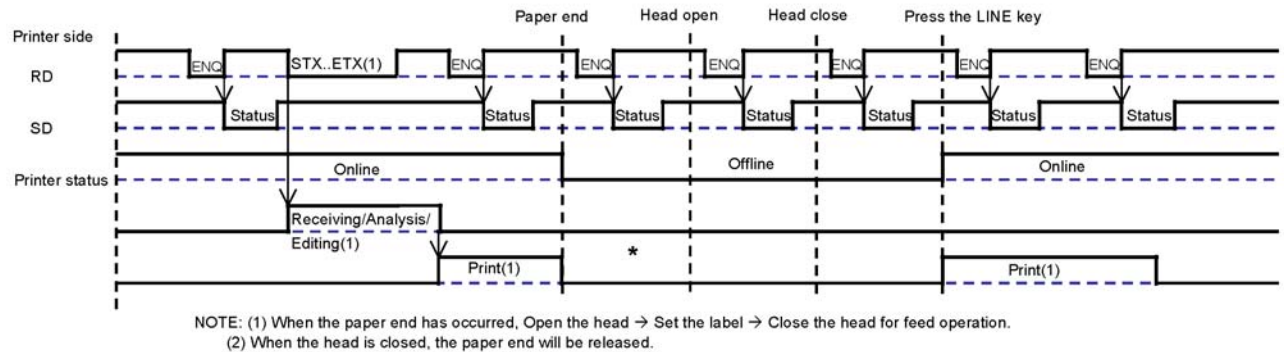 Paper end Head open Head close Press the LINE key
Printer side
RD ENQ STX..ETX(1) ENQ ENQ ENQ ENQ ENQ ENQ
SD Status Status Status Status Status Status Status
Printer status Online Offline Online
Receiving/Analysis/
Editing(1)
*
Print(1) Print(1)
NOTE: (1) When the paper end has occurred, Open the head → Set the label → Close the head for feed operation.
(2) When the head is closed, the paper end will be released.